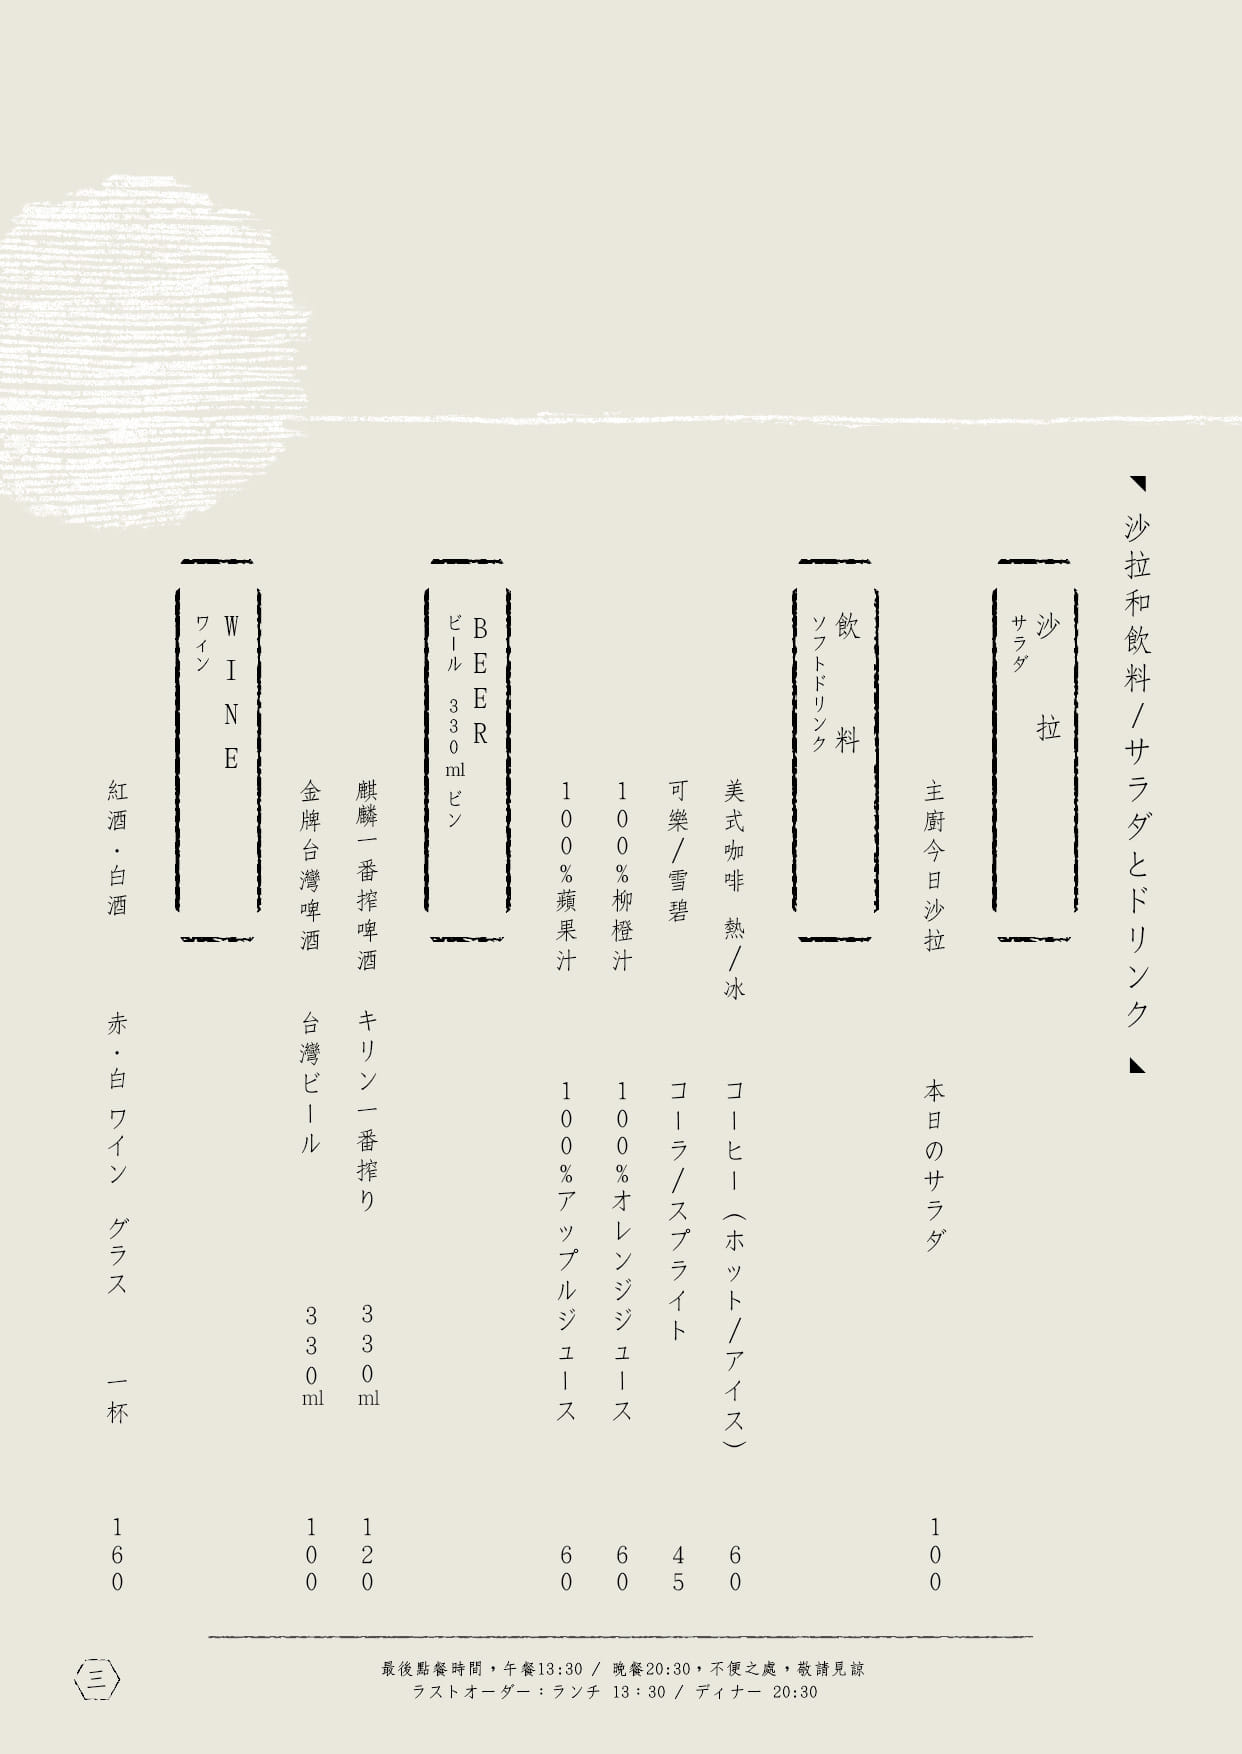 沙拉和飲料/サラダとドリンク
沙拉
サラダ
主廚今日沙拉 本日のサラダ 100
飲料
ソフトドリンク
美式咖啡 熱/冰 コーヒー（ホット/アイス） 60
可樂/雪碧 コーラ/スプライト 45
100%柳橙汁 100%オレンジジュース 60
100%蘋果汁 100%アップルジュース 60
BEER
ビール 330ml ビン
麒麟一番搾啤酒 キリン一番搾り 330ml 120
金牌台灣啤酒 台灣ビール 330ml 100
WINE
ワイン
紅酒・白酒 赤・白 ワイン グラス 一杯 160
最後點餐時間，午餐13:30 / 晚餐20:30，不便之處，敬請見諒
ラストオーダー：ランチ 13：30 / ディナー 20:30
三